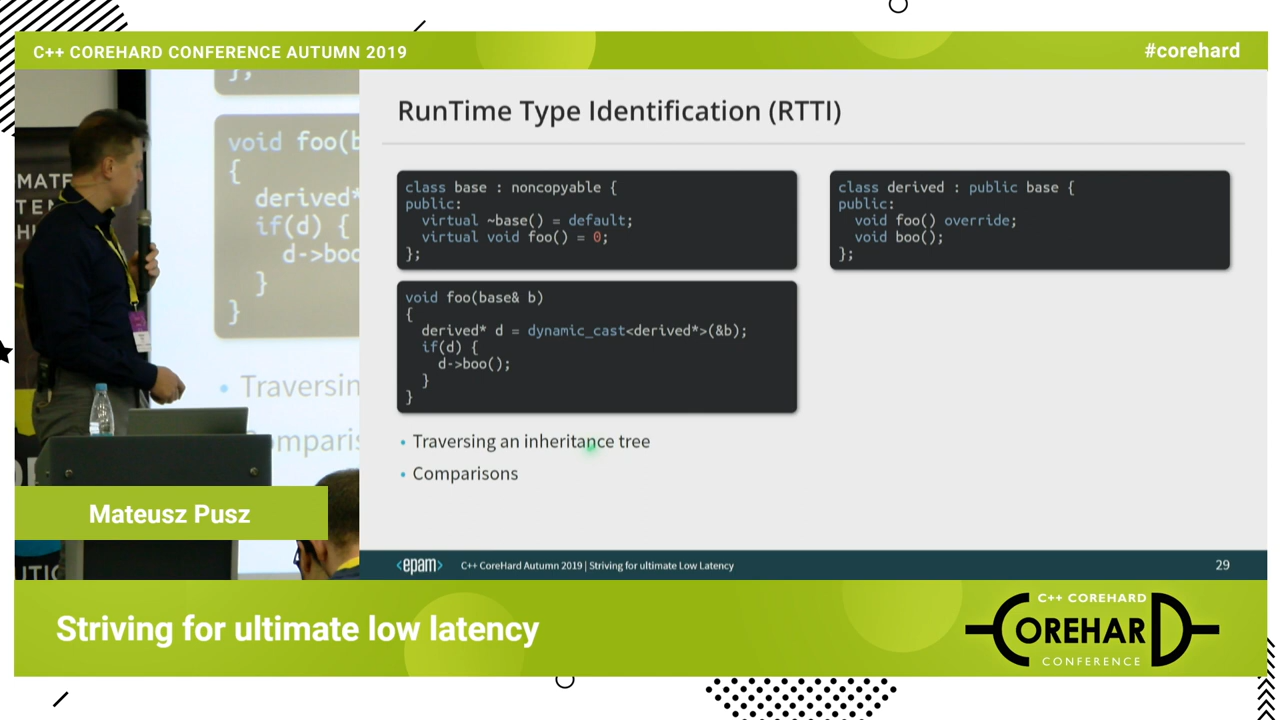 C++ COREHARD CONFERENCE AUTUMN 2019
#corehard
void foo(b
{
derived*
if(d) {
d->boo
}
}
Traversin
omparis
MATE
TEN
RunTime Type Identification (RTTI)
class base : noncopyable {
public:
virtual ~base() = default;
virtual void foo() = 0;
};
class derived : public base {
public:
void foo() override;
void boo();
};
void foo(base& b)
{
derived* d = dynamic_cast<derived*>(&b);
if(d) {
d->boo();
}
}
• Traversing an inheritance tree
• Comparisons
Mateusz Pusz
<epam>
C++ CoreHard Autumn 2019 | Striving for ultimate Low Latency
29
Striving for ultimate low latency
C++ COREHARD
COREHARD
CONFERENCE